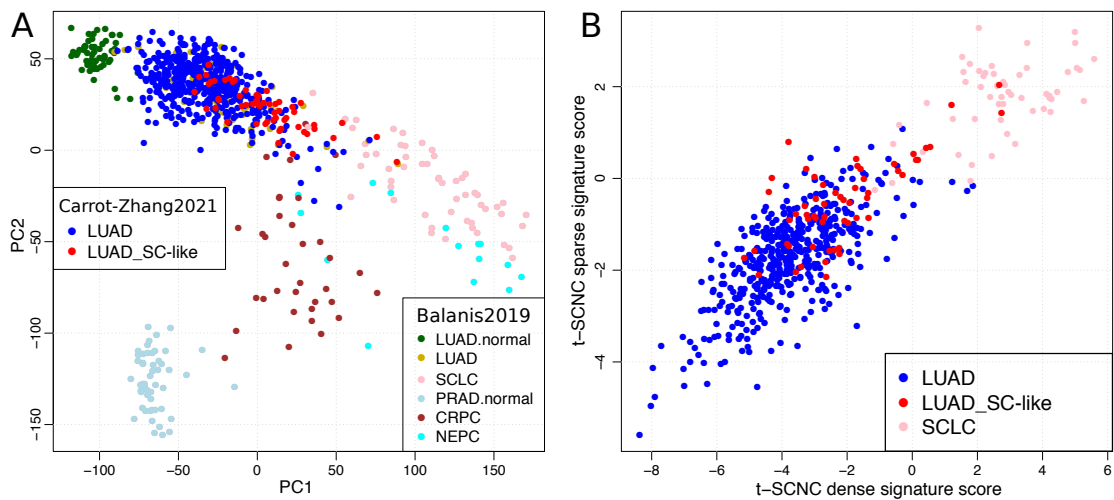 A
50
0
−50
−100
−150
PC2
Carrot-Zhang2021
LUAD
LUAD_SC-like
Balanis2019
LUAD.normal
LUAD
SCLC
PRAD.normal
CRPC
NEPC
−100 −50 0 50 100 150
PC1
B
2
0
−2
−4
t−SCNC sparse signature score
LUAD
LUAD_SC-like
SCLC
−8 −6 −4 −2 0 2 4 6
t−SCNC dense signature score